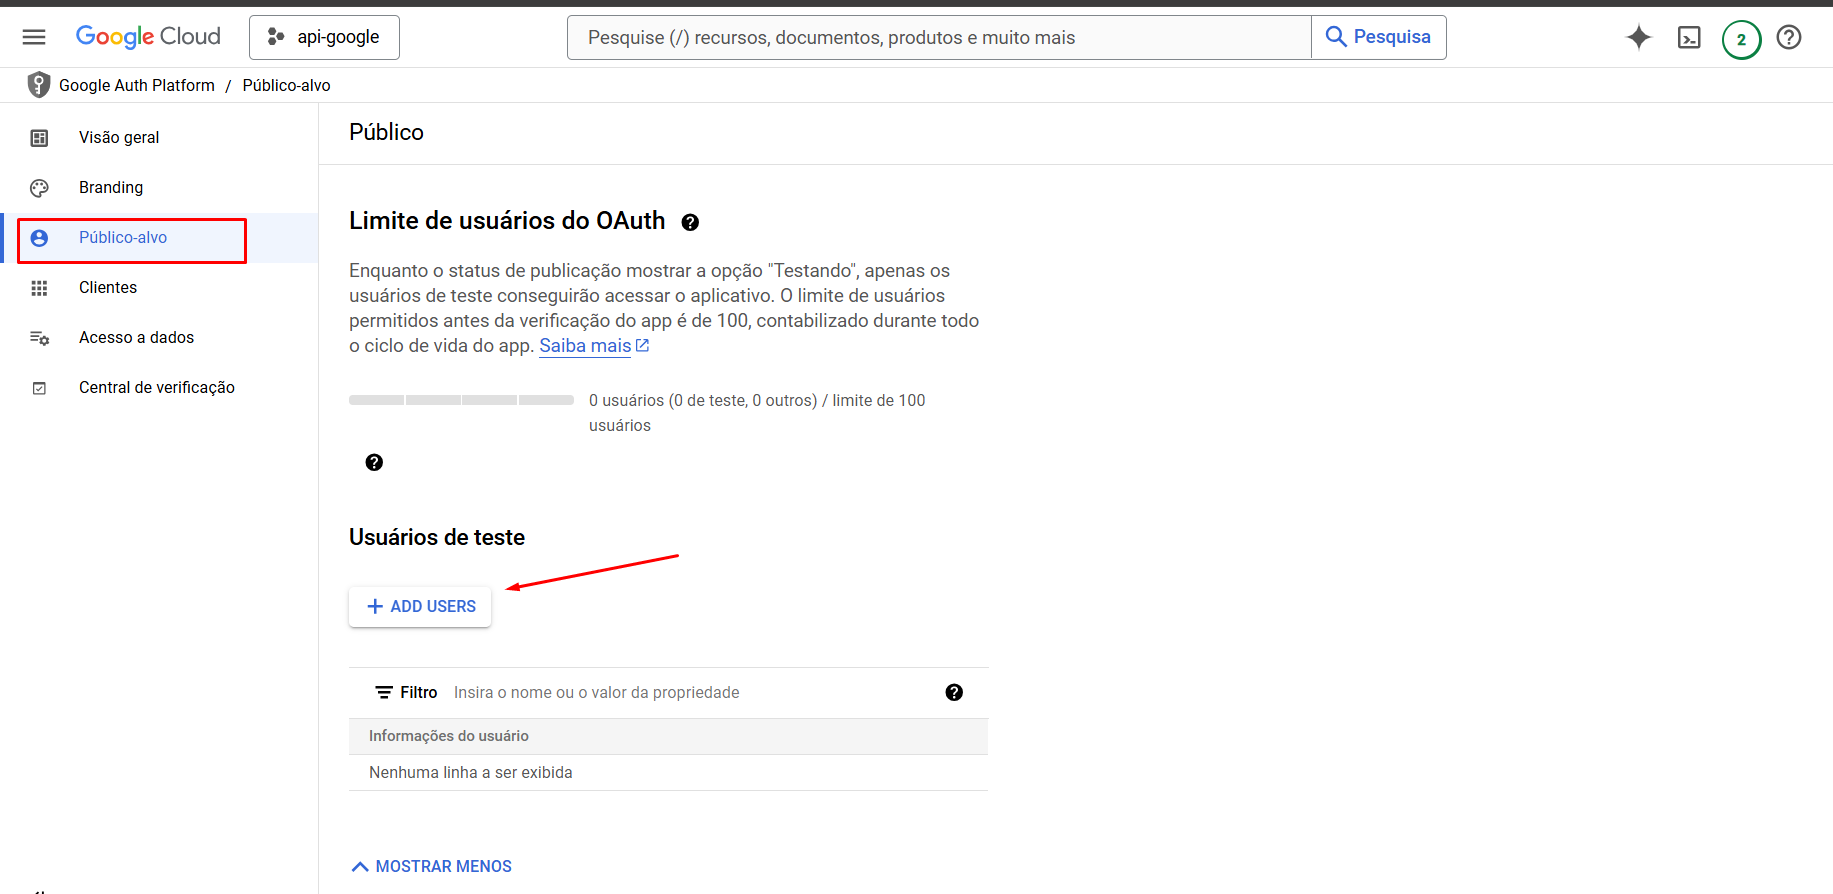 Google Cloud
api-google
Pesquise (/) recursos, documentos, produtos e muito mais
Pesquisa
2
Google Auth Platform / Público-alvo
Visão geral
Branding
Público-alvo
Clientes
Acesso a dados
Central de verificação
Público
Limite de usuários do OAuth
Enquanto o status de publicação mostrar a opção "Testando", apenas os
usuários de teste conseguirão acessar o aplicativo. O limite de usuários
permitidos antes da verificação do app é de 100, contabilizado durante todo
o ciclo de vida do app. Saiba mais
0 usuários (0 de teste, 0 outros) / limite de 100
usuários
Usuários de teste
+ ADD USERS
Filtro Insira o nome ou o valor da propriedade
Informações do usuário
Nenhuma linha a ser exibida
MOSTRAR MENOS